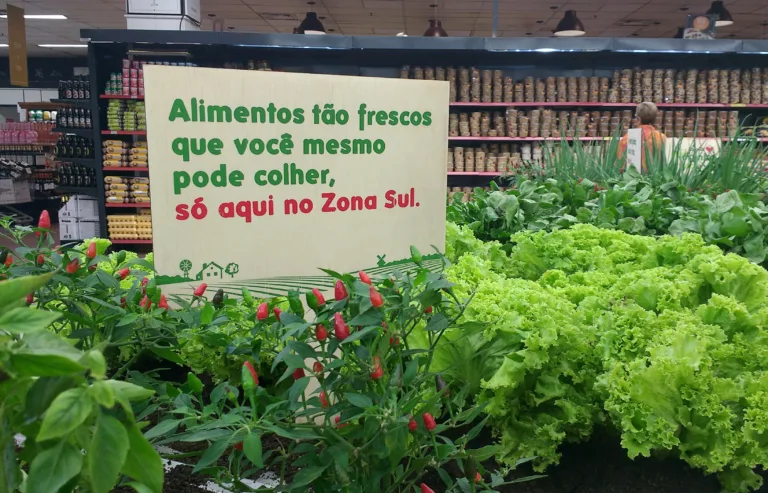 Alimentos tão frescos
que você mesmo
pode colher,
só aqui no Zona Sul.